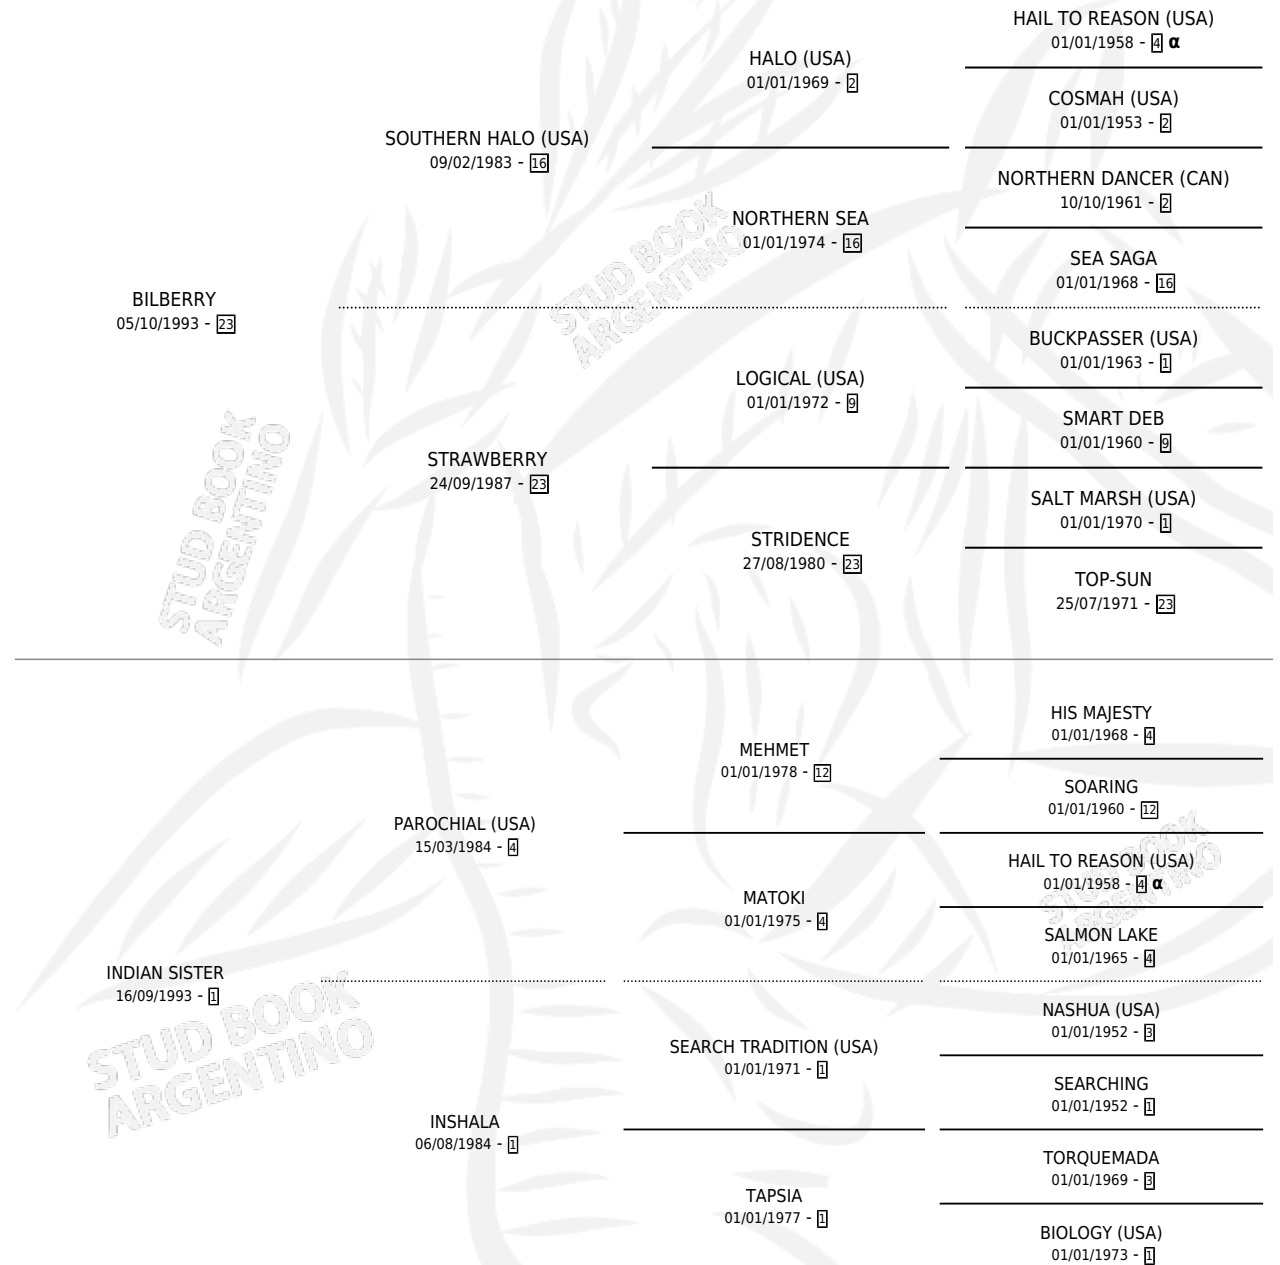 HAIL TO REASON (USA)
01/01/1958 - 4 α
HALO (USA)
01/01/1969 - 2
COSMAH (USA)
01/01/1953 - 2
SOUTHERN HALO (USA)
09/02/1983 - 16
NORTHERN DANCER (CAN)
10/10/1961 - 2
NORTHERN SEA
01/01/1974 - 16
SEA SAGA
01/01/1968 - 16
STUD BOOK
ARGENTINO
BILBERRY
05/10/1993 - 23
BUCKPASSER (USA)
01/01/1963 - 1
LOGICAL (USA)
01/01/1972 - 9
SMART DEB
01/01/1960 - 9
STRAWBERRY
24/09/1987 - 23
SALT MARSH (USA)
01/01/1970 - 1
STRIDENCE
27/08/1980 - 23
TOP-SUN
25/07/1971 - 23
STUD BOOK
ARGENTINO
HIS MAJESTY
01/01/1968 - 4
MEHMET
01/01/1978 - 12
SOARING
01/01/1960 - 12
PAROCHIAL (USA)
15/03/1984 - 4
HAIL TO REASON (USA)
01/01/1958 - 4 α
MATOKI
01/01/1975 - 4
SALMON LAKE
01/01/1965 - 4
STUD BOOK
ARGENTINO
INDIAN SISTER
16/09/1993 - 1
NASHUA (USA)
01/01/1952 - 3
SEARCH TRADITION (USA)
01/01/1971 - 1
SEARCHING
01/01/1952 - 1
STUD BOOK
ARGENTINO
INSHALA
06/08/1984 - 1
TORQUEMADA
01/01/1969 - 3
TAPSIA
01/01/1977 - 1
BIOLOGY (USA)
01/01/1973 - 1